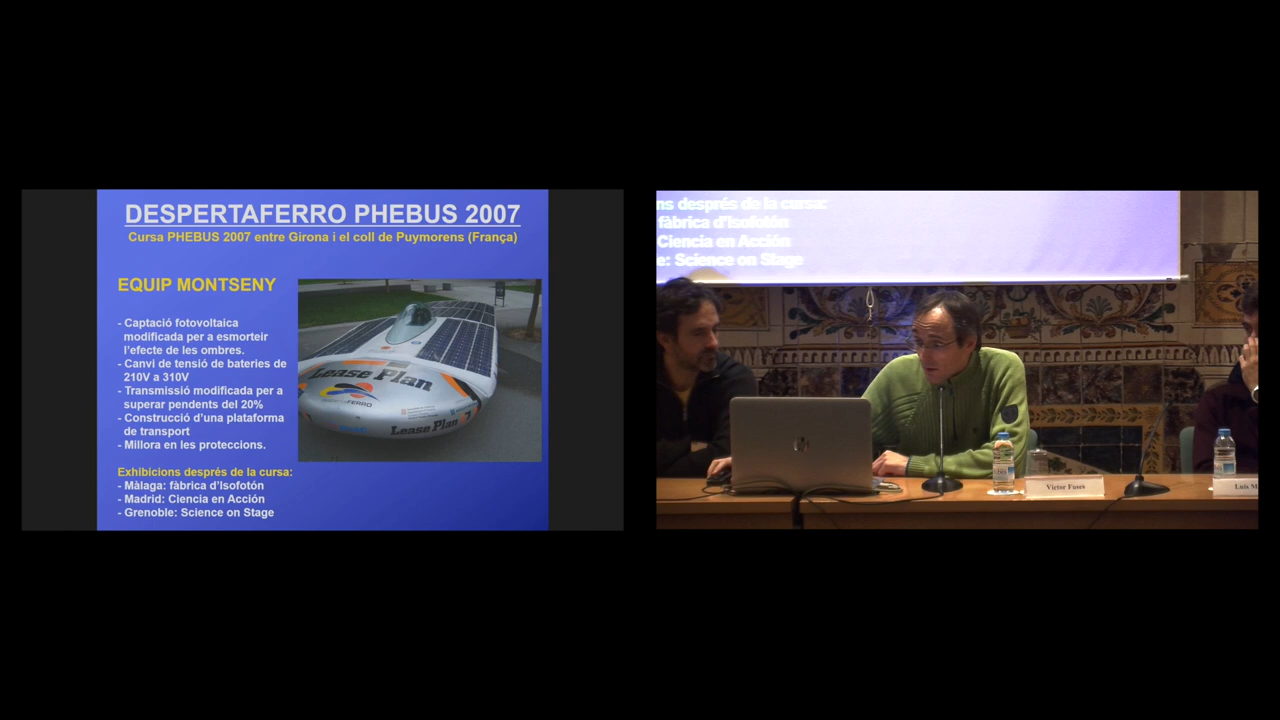 DESPERTAFERRO PHEBUS 2007
Cursa PHEBUS 2007 entre Girona i el coll de Puymorens (França)
EQUIP MONTSENY
- Captació fotovoltaica
modificada per a esmorteir
l'efecte de les ombres.
- Canvi de tensió de bateries de
210V a 310V
- Transmissió modificada per a
superar pendents del 20%
- Construcció d'una plataforma
de transport
- Millora en les proteccions.
Exhibicions després de la cursa:
- Màlaga: fàbrica d'Isofotón
- Madrid: Ciencia en Acción
- Grenoble: Science on Stage
Lease Plan
DESPERTAFERRO
Lease Plan
ns després de la cursa:
fàbrica d'Isofotón
Ciencia en Acción
e: Science on Stage
hp
Víctor Fuses
Luis M